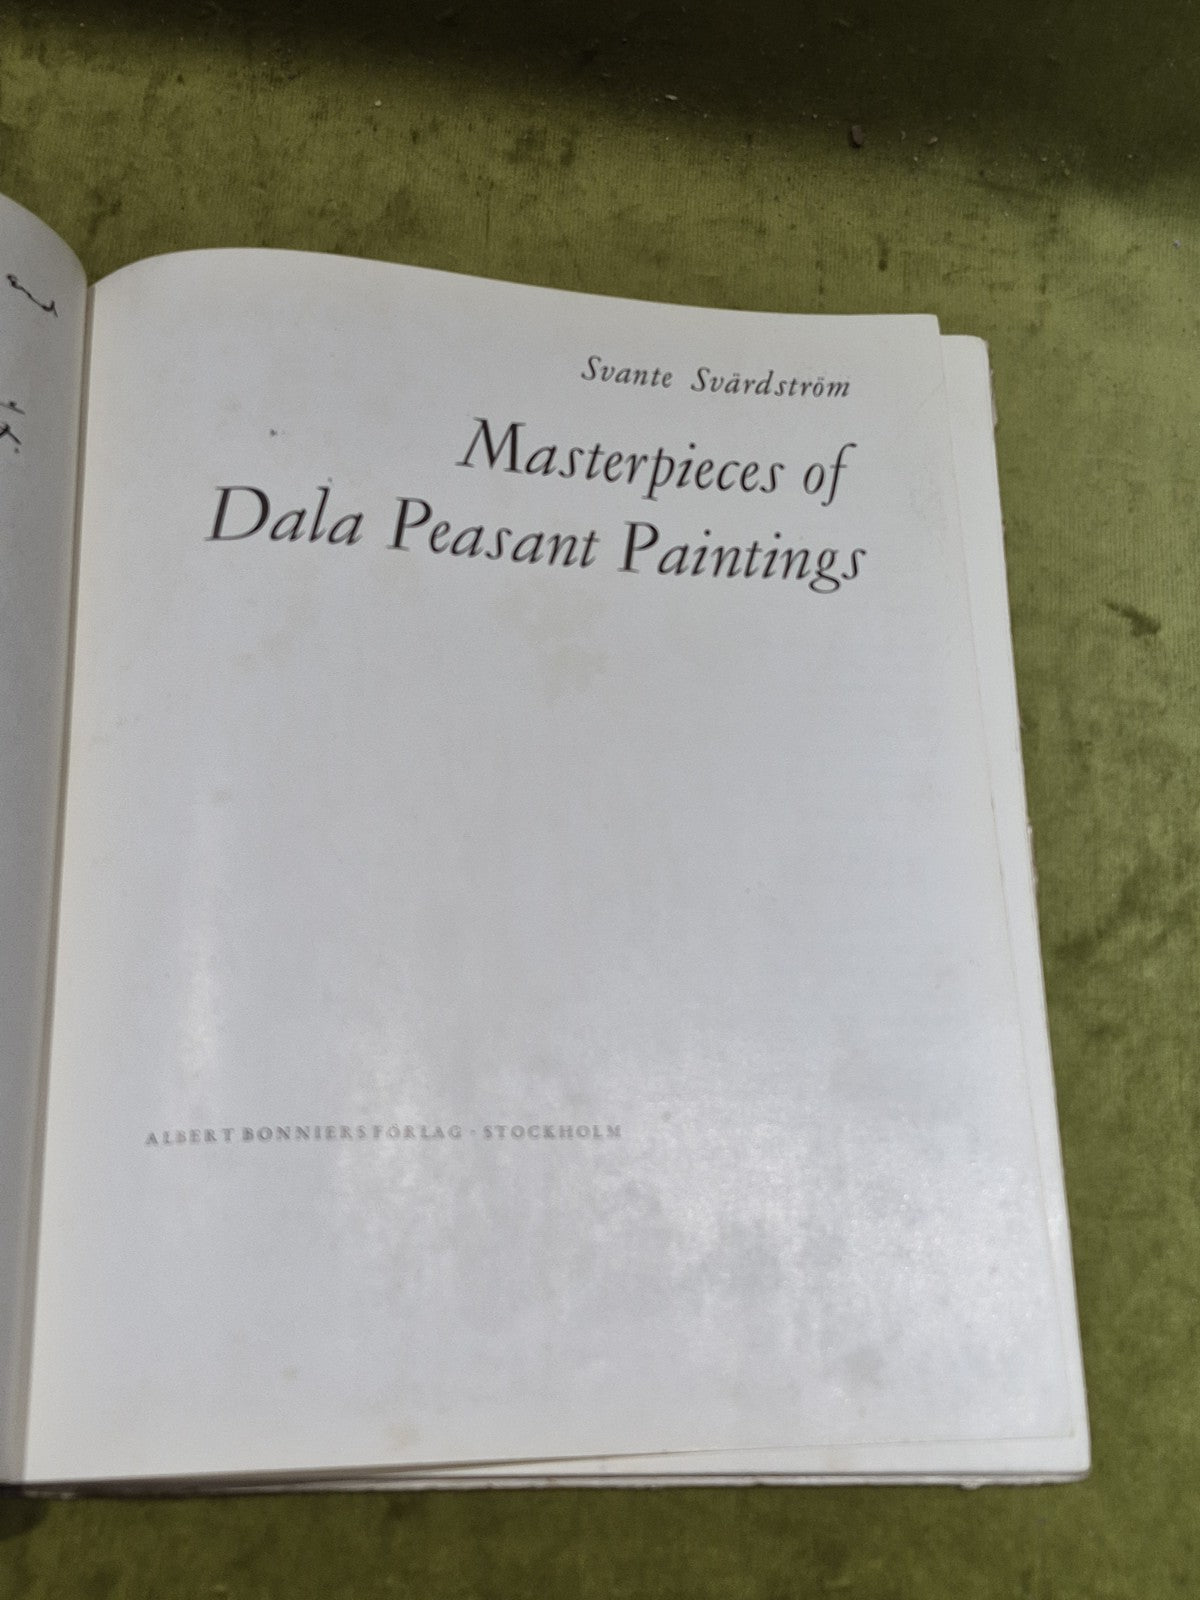 Svante Svärdström
Masterpieces of
Dala Peasant Paintings
ALBERT BONNIERS FÖRLAG · STOCKHOLM